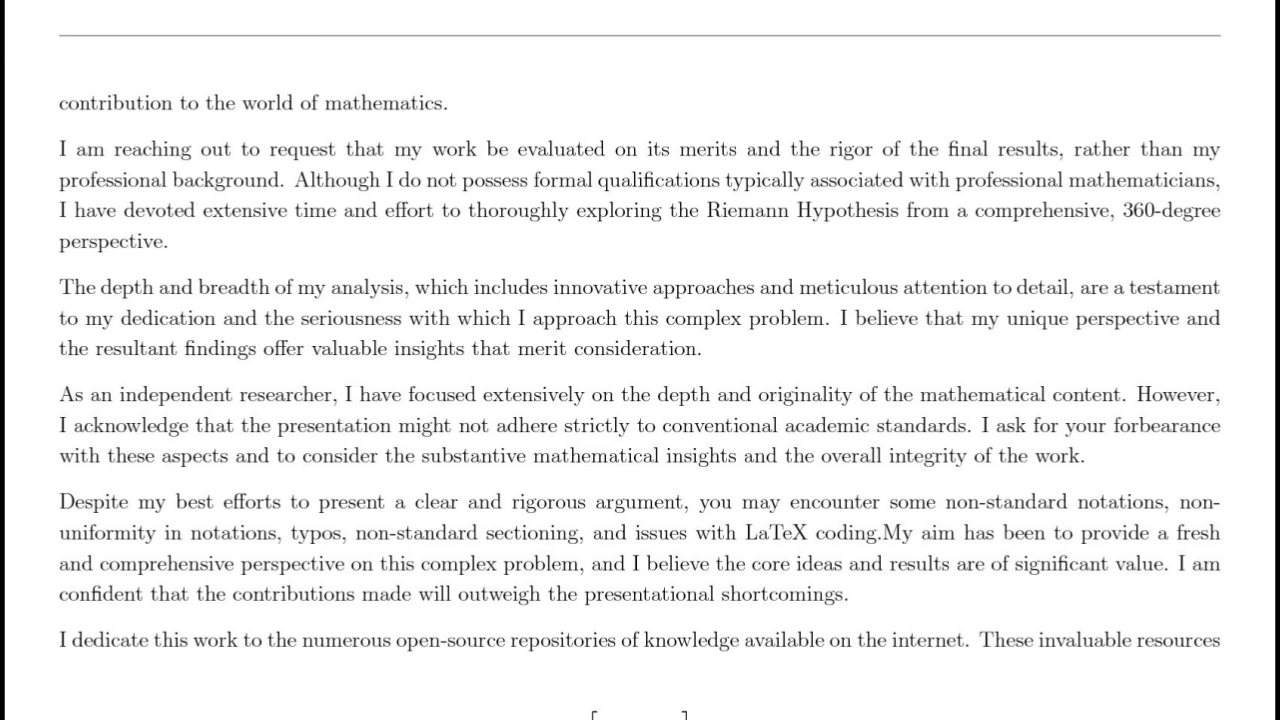 contribution to the world of mathematics.
I am reaching out to request that my work be evaluated on its merits and the rigor of the final results, rather than my
professional background. Although I do not possess formal qualifications typically associated with professional mathematicians,
I have devoted extensive time and effort to thoroughly exploring the Riemann Hypothesis from a comprehensive, 360-degree
perspective.
The depth and breadth of my analysis, which includes innovative approaches and meticulous attention to detail, are a testament
to my dedication and the seriousness with which I approach this complex problem. I believe that my unique perspective and
the resultant findings offer valuable insights that merit consideration.
As an independent researcher, I have focused extensively on the depth and originality of the mathematical content. However,
I acknowledge that the presentation might not adhere strictly to conventional academic standards. I ask for your forbearance
with these aspects and to consider the substantive mathematical insights and the overall integrity of the work.
Despite my best efforts to present a clear and rigorous argument, you may encounter some non-standard notations, non-
uniformity in notations, typos, non-standard sectioning, and issues with LaTeX coding.My aim has been to provide a fresh
and comprehensive perspective on this complex problem, and I believe the core ideas and results are of significant value. I am
confident that the contributions made will outweigh the presentational shortcomings.
I dedicate this work to the numerous open-source repositories of knowledge available on the internet. These invaluable resources